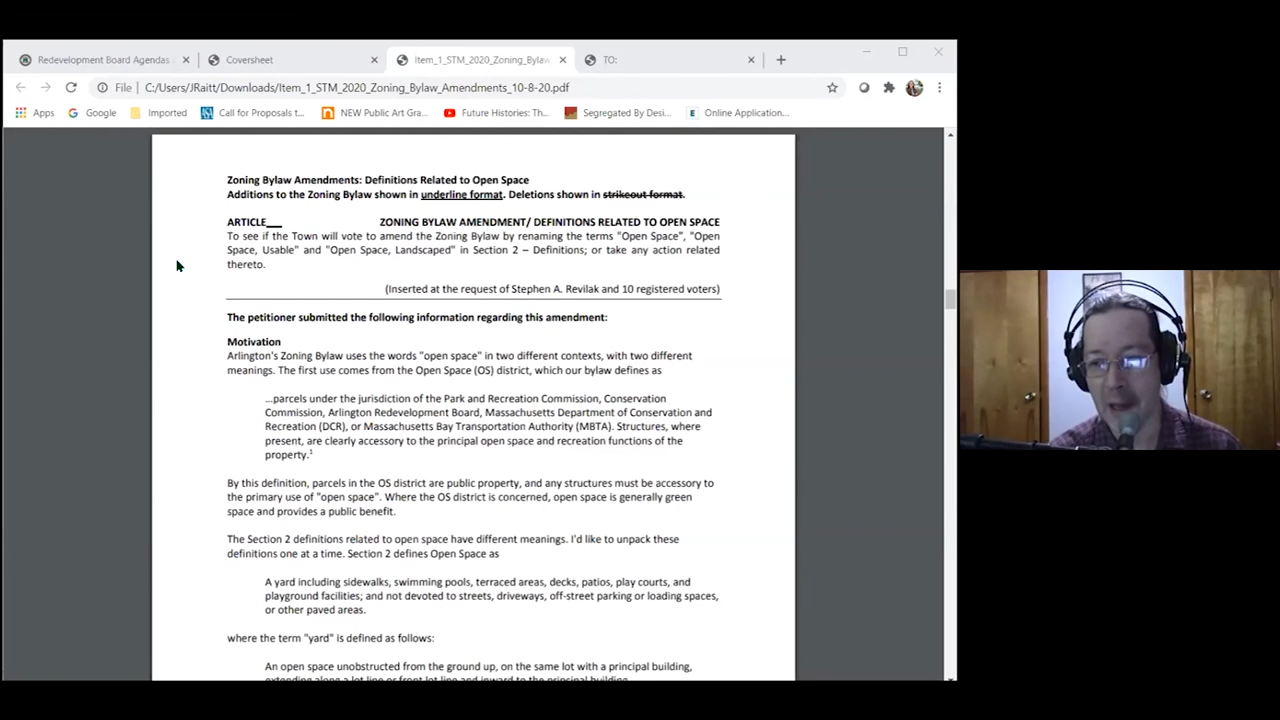 Redevelopment Board Agendas
Coversheet
Item_1_STM_2020_Zoning_Byla
TO:
File | C:/Users/JRaitt/Downloads/Item_1_STM_2020_Zoning_Bylaw_Amendments_10-8-20.pdf
Apps
Google
Imported
Call for Proposals t...
NEW Public Art Gra...
Future Histories: Th...
Segregated By Desi...
Online Application...
Zoning Bylaw Amendments: Definitions Related to Open Space
Additions to the Zoning Bylaw shown in underline format. Deletions shown in strikeout format.
ARTICLE___ ZONING BYLAW AMENDMENT/ DEFINITIONS RELATED TO OPEN SPACE
To see if the Town will vote to amend the Zoning Bylaw by renaming the terms "Open Space", "Open
Space, Usable" and "Open Space, Landscaped" in Section 2 – Definitions; or take any action related
thereto.
(Inserted at the request of Stephen A. Revilak and 10 registered voters)
The petitioner submitted the following information regarding this amendment:
Motivation
Arlington's Zoning Bylaw uses the words "open space" in two different contexts, with two different
meanings. The first use comes from the Open Space (OS) district, which our bylaw defines as
...parcels under the jurisdiction of the Park and Recreation Commission, Conservation
Commission, Arlington Redevelopment Board, Massachusetts Department of Conservation and
Recreation (DCR), or Massachusetts Bay Transportation Authority (MBTA). Structures, where
present, are clearly accessory to the principal open space and recreation functions of the
property.1
By this definition, parcels in the OS district are public property, and any structures must be accessory to
the primary use of "open space". Where the OS district is concerned, open space is generally green
space and provides a public benefit.
The Section 2 definitions related to open space have different meanings. I'd like to unpack these
definitions one at a time. Section 2 defines Open Space as
A yard including sidewalks, swimming pools, terraced areas, decks, patios, play courts, and
playground facilities; and not devoted to streets, driveways, off-street parking or loading spaces,
or other paved areas.
where the term "yard" is defined as follows:
An open space unobstructed from the ground up, on the same lot with a principal building,
extending along a lot line or front lot line and inward to the principal building.